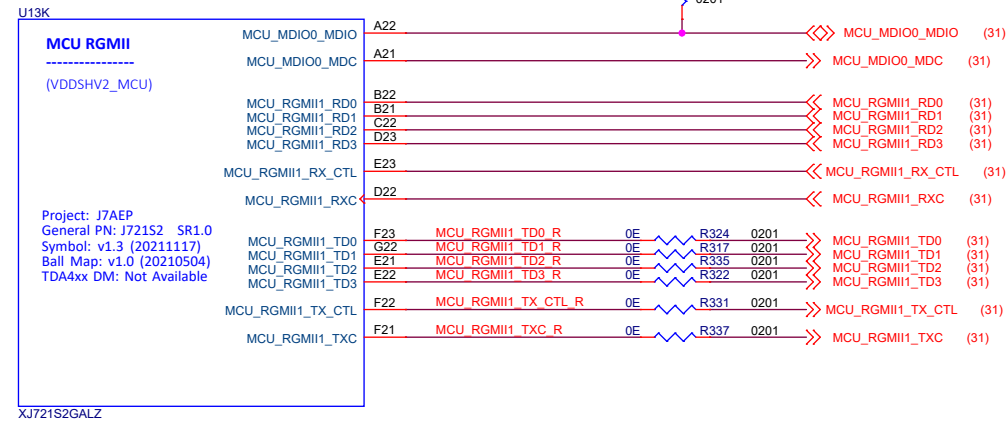 0201
U13K
MCU RGMII
----------------
(VDDSHV2_MCU)
MCU_MDIO0_MDIO A22 MCU_MDIO0_MDIO (31)
MCU_MDIO0_MDC A21 MCU_MDIO0_MDC (31)
MCU_RGMII1_RD0 B22 MCU_RGMII1_RD0 (31)
MCU_RGMII1_RD1 B21 MCU_RGMII1_RD1 (31)
MCU_RGMII1_RD2 C22 MCU_RGMII1_RD2 (31)
MCU_RGMII1_RD3 D23 MCU_RGMII1_RD3 (31)
MCU_RGMII1_RX_CTL E23 MCU_RGMII1_RX_CTL (31)
MCU_RGMII1_RXC D22 MCU_RGMII1_RXC (31)
Project: J7AEP
General PN: J721S2 SR1.0
Symbol: v1.3 (20211117)
Ball Map: v1.0 (20210504)
TDA4xx DM: Not Available
MCU_RGMII1_TD0 F23 MCU_RGMII1_TD0_R 0E R324 0201 MCU_RGMII1_TD0 (31)
MCU_RGMII1_TD1 G22 MCU_RGMII1_TD1_R 0E R317 0201 MCU_RGMII1_TD1 (31)
MCU_RGMII1_TD2 E21 MCU_RGMII1_TD2_R 0E R335 0201 MCU_RGMII1_TD2 (31)
MCU_RGMII1_TD3 E22 MCU_RGMII1_TD3_R 0E R322 0201 MCU_RGMII1_TD3 (31)
MCU_RGMII1_TX_CTL F22 MCU_RGMII1_TX_CTL_R 0E R331 0201 MCU_RGMII1_TX_CTL (31)
MCU_RGMII1_TXC F21 MCU_RGMII1_TXC_R 0E R337 0201 MCU_RGMII1_TXC (31)
XJ721S2GALZ